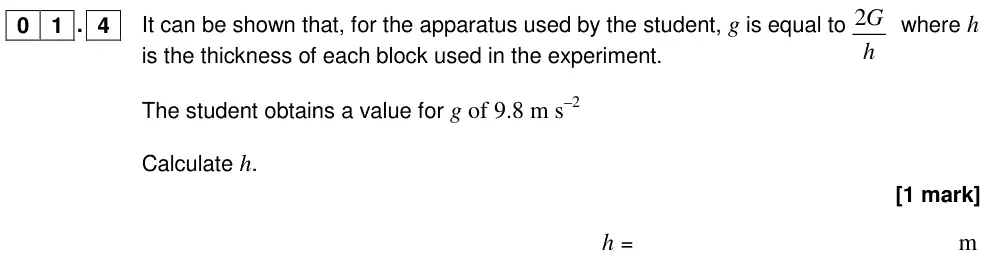 0 1 . 4 It can be shown that, for the apparatus used by the student, g is equal to 2G/h where h
is the thickness of each block used in the experiment.
The student obtains a value for g of 9.8 m s⁻²
Calculate h.
[1 mark]
h = m